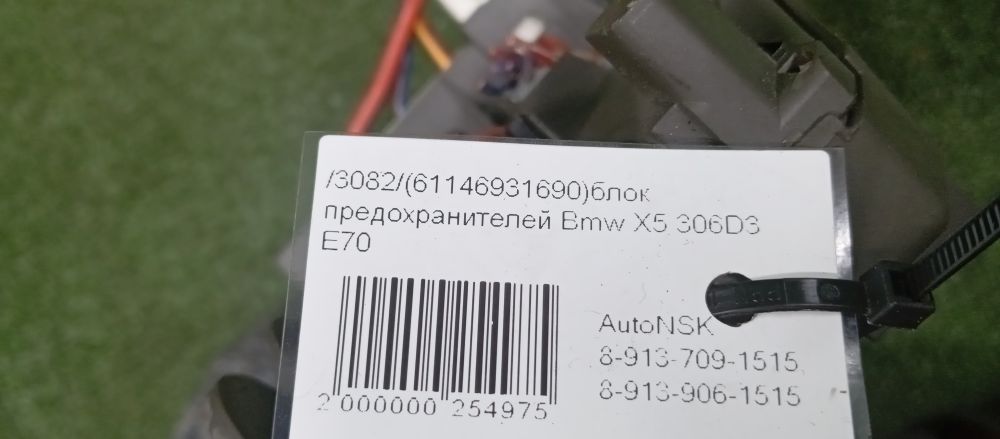 /3082/(61146931690)блок
предохранителей Bmw X5 306D3
E70
AutoNSK
8-913-709-1515,
8-913-906-1515
2 000000 254975